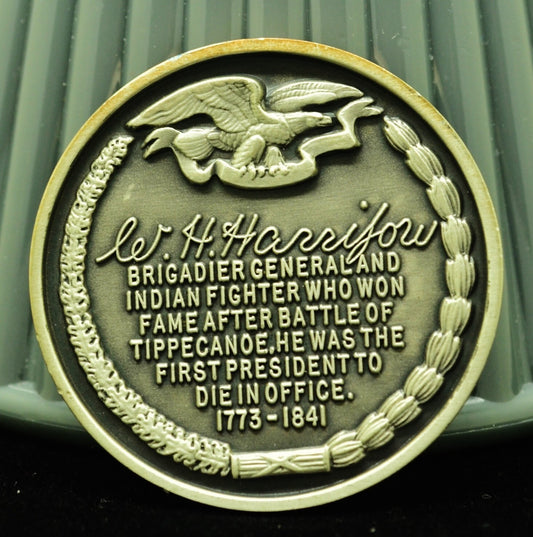 W. H. Harrison
BRIGADIER GENERAL AND
INDIAN FIGHTER WHO WON
FAME AFTER BATTLE OF
TIPPECANOE. HE WAS THE
FIRST PRESIDENT TO
DIE IN OFFICE.
1773-1841